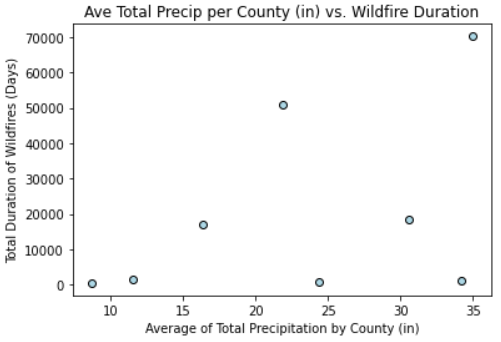 Ave Total Precip per County (in) vs. Wildfire Duration
Total Duration of Wildfires (Days)
70000
60000
50000
40000
30000
20000
10000
0
10 15 20 25 30 35
Average of Total Precipitation by County (in)